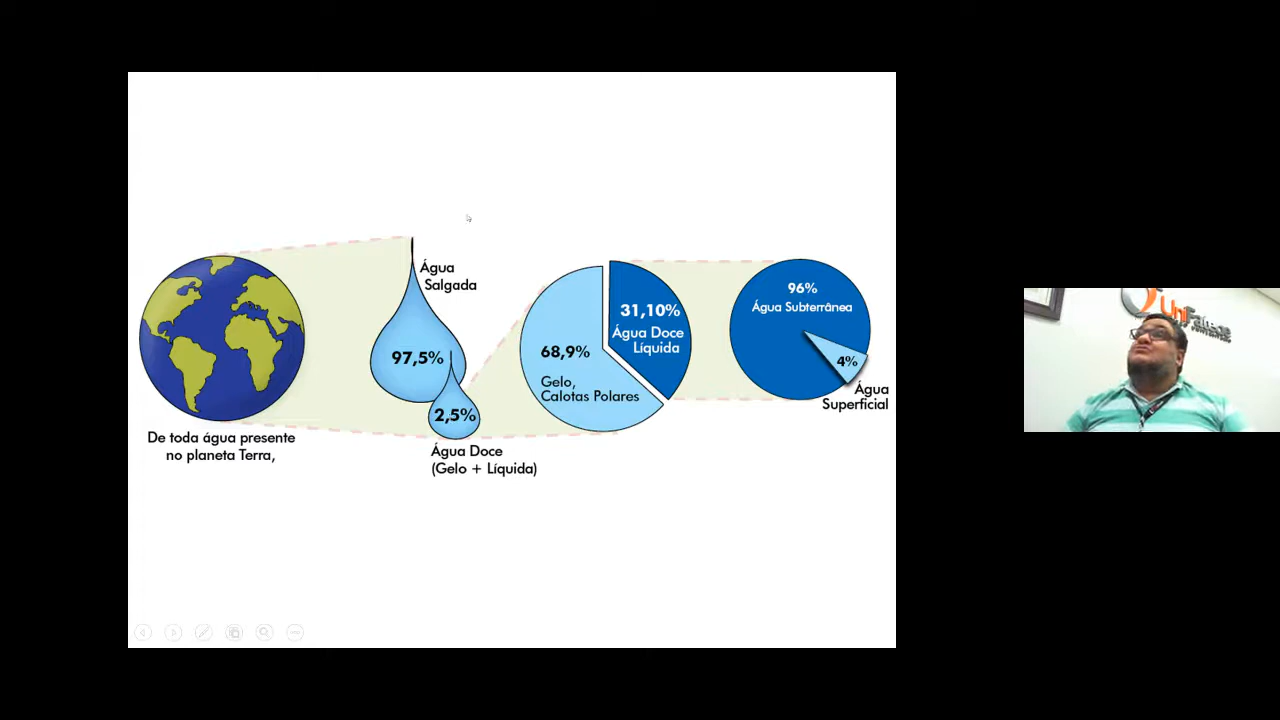 De toda água presente
no planeta Terra,
Água
Salgada
97,5%
2,5%
Água Doce
(Gelo + Líquida)
68,9%
Gelo,
Calotas Polares
31,10%
Água Doce
Líquida
96%
Água Subterrânea
4%
Água
Superficial
UniFatecie